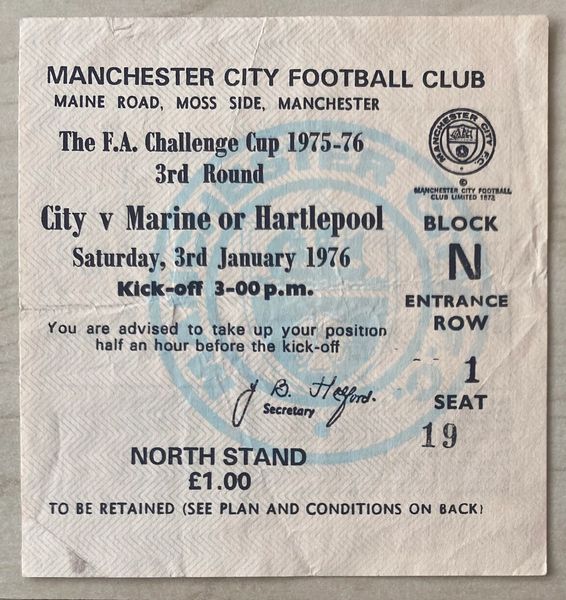 MANCHESTER CITY FOOTBALL CLUB
MAINE ROAD, MOSS SIDE, MANCHESTER
The F.A. Challenge Cup 1975-76
3rd Round
City v Marine or Hartlepool
Saturday, 3rd January 1976
Kick-off 3-00 p.m.
You are advised to take up your position
half an hour before the kick-off
J B. Halford.
Secretary
NORTH STAND
£1.00
TO BE RETAINED (SEE PLAN AND CONDITIONS ON BACK)
MANCHESTER CITY F.C.
©
MANCHESTER CITY FOOTBALL
CLUB LIMITED 1972
BLOCK
N
ENTRANCE
ROW
1
SEAT
19